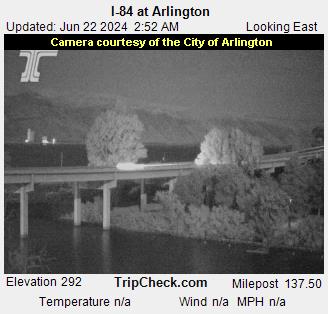 I-84 at Arlington
Updated: Jun 22 2024 2:52 AM Looking East
Camera courtesy of the City of Arlington
Elevation 292 TripCheck.com Milepost 137.50
Temperature n/a Wind n/a MPH n/a